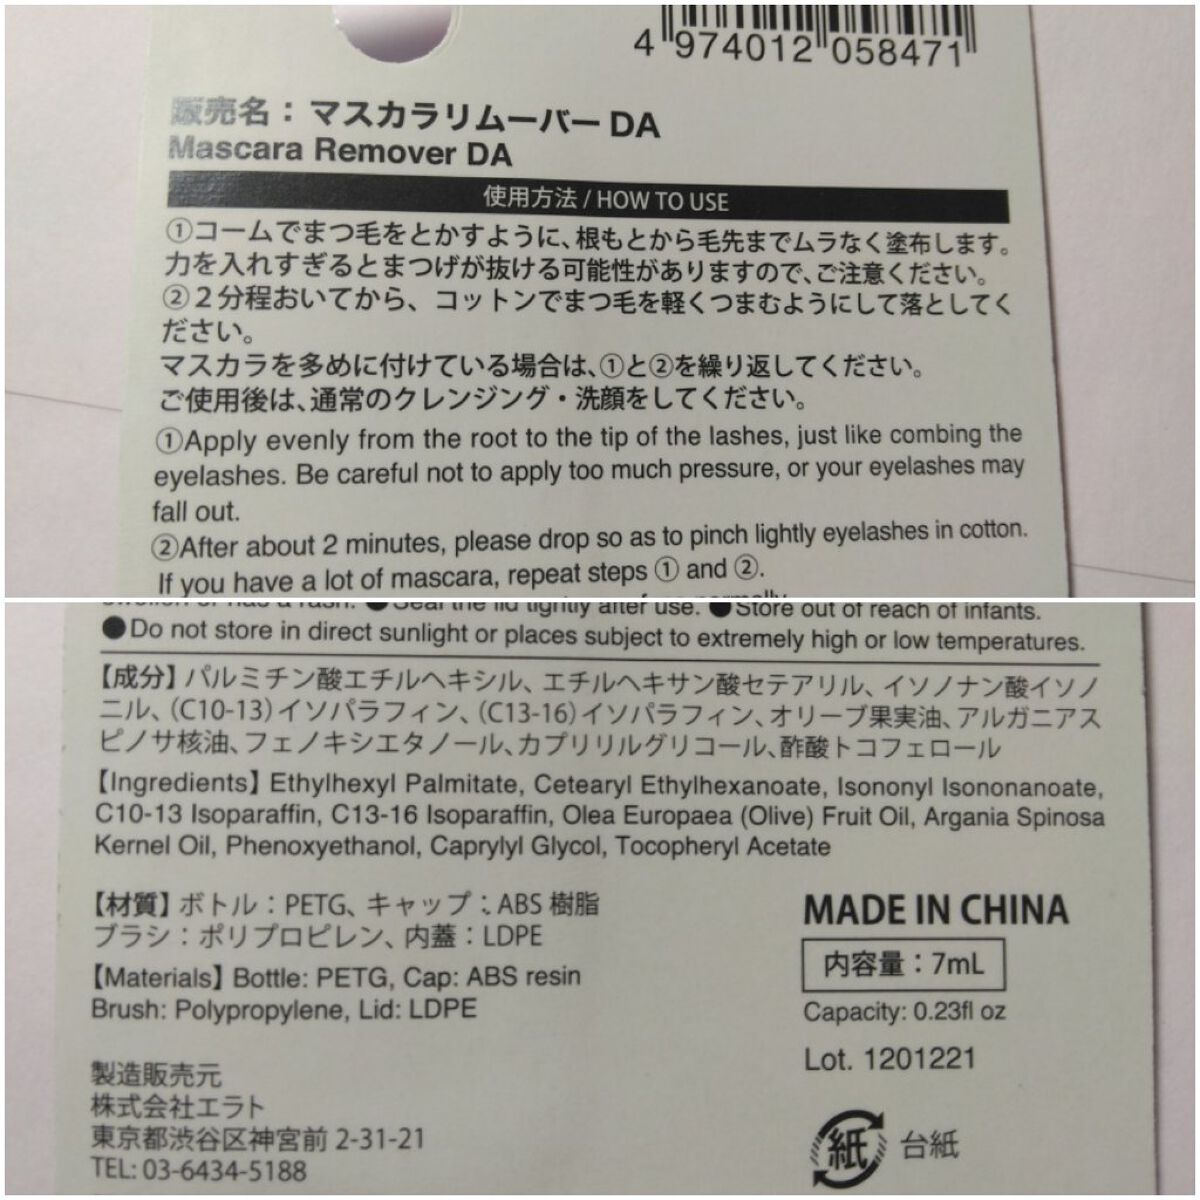 4 974012 058471
販売名：マスカラリムーバー DA
Mascara Remover DA
使用方法 / HOW TO USE
①コームでまつ毛をとかすように、根もとから毛先までムラなく塗布します。
力を入れすぎるとまつげが抜ける可能性がありますので、ご注意ください。
②２分程おいてから、コットンでまつ毛を軽くつまむようにして落としてく
ださい。
マスカラを多めに付けている場合は、①と②を繰り返してください。
ご使用後は、通常のクレンジング・洗顔をしてください。
①Apply evenly from the root to the tip of the lashes, just like combing the
eyelashes. Be careful not to apply too much pressure, or your eyelashes may
fall out.
②After about 2 minutes, please drop so as to pinch lightly eyelashes in cotton.
If you have a lot of mascara, repeat steps ① and ②.
swollen or has a rash. ●Seal the lid tightly after use. ●Store out of reach of infants.
●Do not store in direct sunlight or places subject to extremely high or low temperatures.
【成分】パルミチン酸エチルヘキシル、エチルヘキサン酸セテアリル、イソノナン酸イソノ
ニル、（C10-13）イソパラフィン、（C13-16）イソパラフィン、オリーブ果実油、アルガニアス
ピノサ核油、フェノキシエタノール、カプリリルグリコール、酢酸トコフェロール
【Ingredients】Ethylhexyl Palmitate, Cetearyl Ethylhexanoate, Isononyl Isononanoate,
C10-13 Isoparaffin, C13-16 Isoparaffin, Olea Europaea (Olive) Fruit Oil, Argania Spinosa
Kernel Oil, Phenoxyethanol, Caprylyl Glycol, Tocopheryl Acetate
【材質】ボトル：PETG、キャップ：ABS 樹脂
ブラシ：ポリプロピレン、内蓋：LDPE
【Materials】Bottle: PETG, Cap: ABS resin
Brush: Polypropylene, Lid: LDPE
MADE IN CHINA
内容量：7mL
Capacity: 0.23fl oz
Lot. 1201221
製造販売元
株式会社エラト
東京都渋谷区神宮前 2-31-21
TEL: 03-6434-5188
紙 台紙